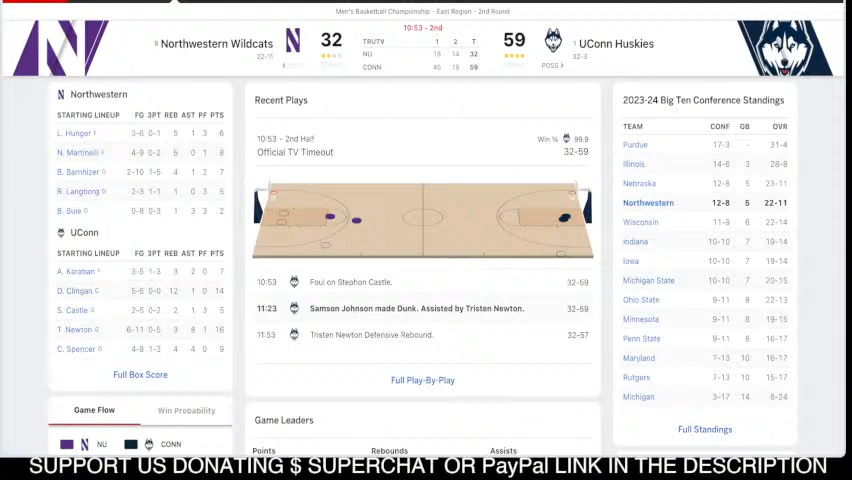 Men's Basketball Championship - East Region - 2nd Round
9 Northwestern Wildcats
22-11
32
10:53 - 2nd
TRUTV 1 2 T
NU 18 14 32
CONN 40 19 59
59
1 UConn Huskies
32-3
POSS
Northwestern
STARTING LINEUP FG 3PT REB AST PF PTS
L. Hunger F 3-6 0-1 5 1 3 6
N. Martinelli F 4-9 0-2 5 0 1 8
B. Barnhizer G 2-10 1-5 4 1 2 7
R. Langborg G 2-3 1-1 1 0 3 5
B. Buie G 0-8 0-3 1 3 3 2
UConn
STARTING LINEUP FG 3PT REB AST PF PTS
A. Karaban F 3-5 1-3 3 2 0 7
D. Clingan C 5-6 0-0 12 1 0 14
S. Castle G 2-5 0-2 2 1 3 5
T. Newton G 6-11 0-5 3 8 1 16
C. Spencer G 4-8 1-3 4 4 0 9
Full Box Score
Game Flow Win Probability
NU CONN
Recent Plays
10:53 - 2nd Half Win % 99.9
Official TV Timeout 32-59
10:53 Foul on Stephon Castle. 32-59
11:23 Samson Johnson made Dunk. Assisted by Tristen Newton. 32-59
11:53 Tristen Newton Defensive Rebound. 32-57
Full Play-By-Play
Game Leaders
Points Rebounds Assists
2023-24 Big Ten Conference Standings
TEAM CONF GB OVR
Purdue 17-3 - 31-4
Illinois 14-6 3 28-8
Nebraska 12-8 5 23-11
Northwestern 12-8 5 22-11
Wisconsin 11-9 6 22-14
Indiana 10-10 7 19-14
Iowa 10-10 7 19-14
Michigan State 10-10 7 20-15
Ohio State 9-11 8 22-13
Minnesota 9-11 8 19-15
Penn State 9-11 8 16-17
Maryland 7-13 10 16-17
Rutgers 7-13 10 15-17
Michigan 3-17 14 8-24
Full Standings
SUPPORT US DONATING $ SUPERCHAT OR PayPal LINK IN THE DESCRIPTION